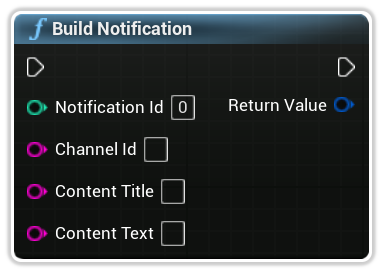 f Build Notification
Notification Id 0
Return Value
Channel Id
Content Title
Content Text